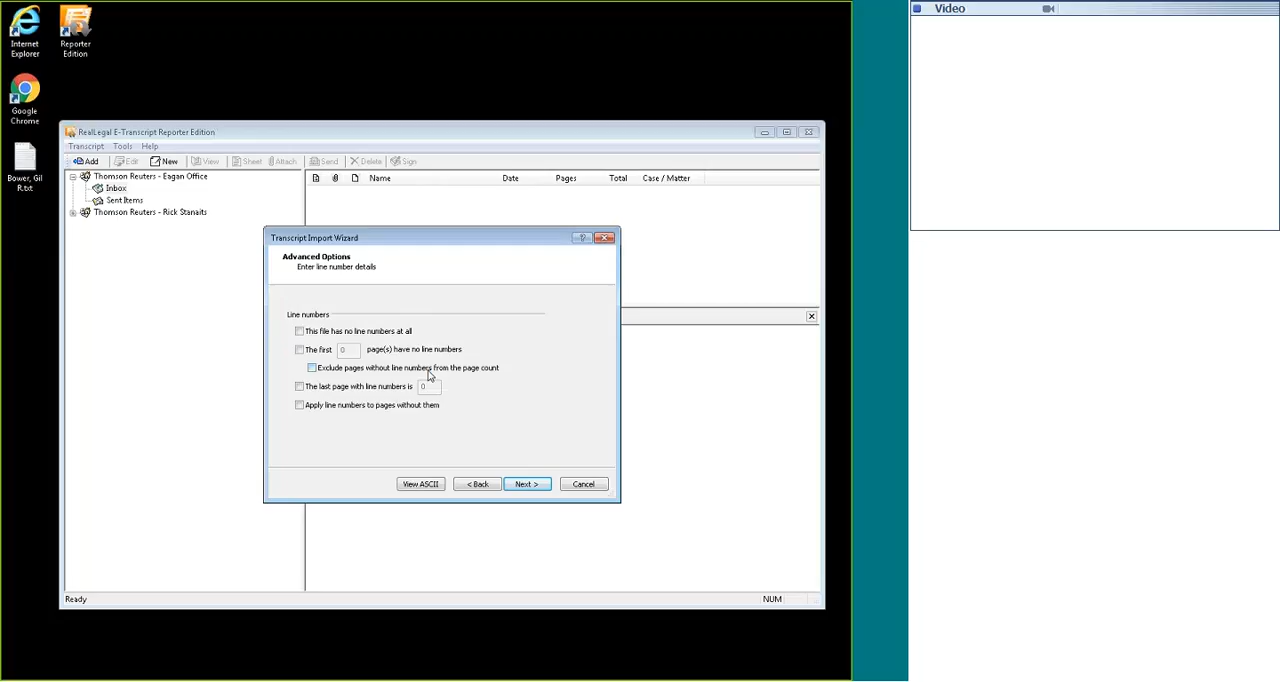 Video
Internet
Explorer
Reporter
Edition
Google
Chrome
Bower, Gil
R.txt
RealLegal E-Transcript Reporter Edition
Transcript Tools Help
Add Edit New View Sheet Attach Send Delete Sign
Thomson Reuters - Eagan Office
Inbox
Sent Items
Thomson Reuters - Rick Stanaits
Name Date Pages Total Case / Matter
Transcript Import Wizard
Advanced Options
Enter line number details
Line numbers
This file has no line numbers at all
The first 0 page(s) have no line numbers
Exclude pages without line numbers from the page count
The last page with line numbers is 0
Apply line numbers to pages without them
View ASCII < Back Next > Cancel
Ready NUM